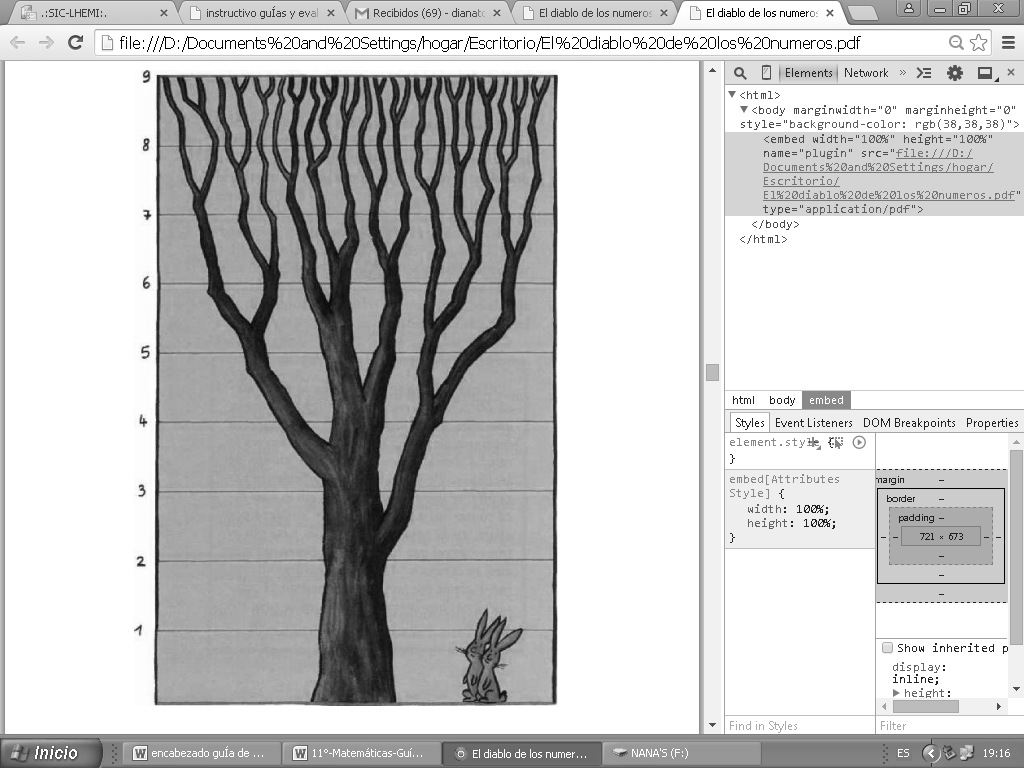 .:SIC-LHEMI:.
instructivo guías y eval
Recibidos (69) - dianato
El diablo de los numeros
El diablo de los numeros
file:///D:/Documents%20and%20Settings/hogar/Escritorio/El%20diablo%20de%20los%20numeros.pdf
9
8
7
6
5
4
3
2
1
Elements
Network
»
<html>
<body marginwidth="0" marginheight="0"
style="background-color: rgb(38,38,38)">
<embed width="100%" height="100%"
name="plugin" src="file:///D:/
Documents%20and%20Settings/hogar/
Escritorio/
El%20diablo%20de%20los%20numeros.pdf"
type="application/pdf">
</body>
</html>
html body embed
Styles Event Listeners DOM Breakpoints Properties
element.style {
}
embed[Attributes
Style] {
width: 100%;
height: 100%;
}
margin –
border –
padding –
– – 721 × 673 – –
–
–
–
Show inherited p
display:
inline;
height:
Find in Styles
Filter
Inicio
encabezado guía de ...
11°-Matemáticas-Guí...
El diablo de los numer...
NANA'S (F:)
ES
19:16